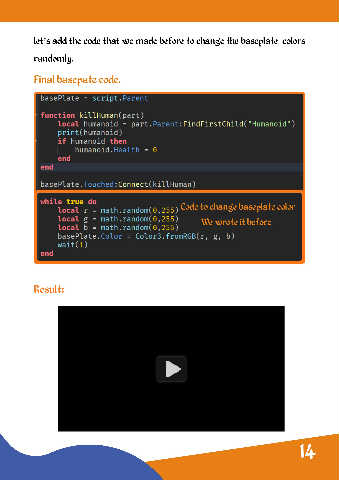 let's add the code that we made before to change the baseplate colors
randomly.
Final basepate code.
basePlate = script.Parent
function killHuman(part)
local humanoid = part.Parent:FindFirstChild("Humanoid")
print(humanoid)
if humanoid then
humanoid.Health = 0
end
end
basePlate.Touched:Connect(killHuman)
while true do
local r = math.random(0,255) Code to change baseplate color
local g = math.random(0,255) We wrote it before
local b = math.random(0,255)
basePlate.Color = Color3.fromRGB(r, g, b)
wait(1)
end
Result:
14